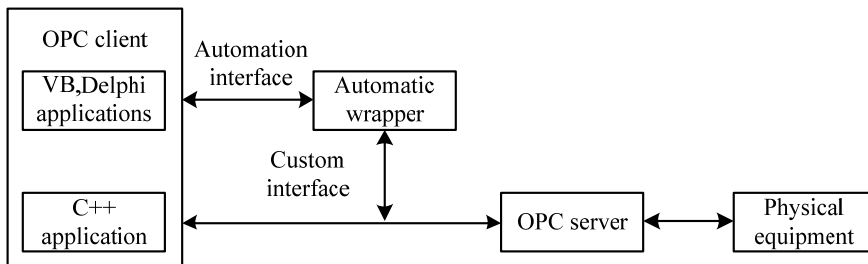 OPC client
VB,Delphi
applications
Automation
interface
Automatic
wrapper
Custom
interface
C++
application
OPC server
Physical
equipment